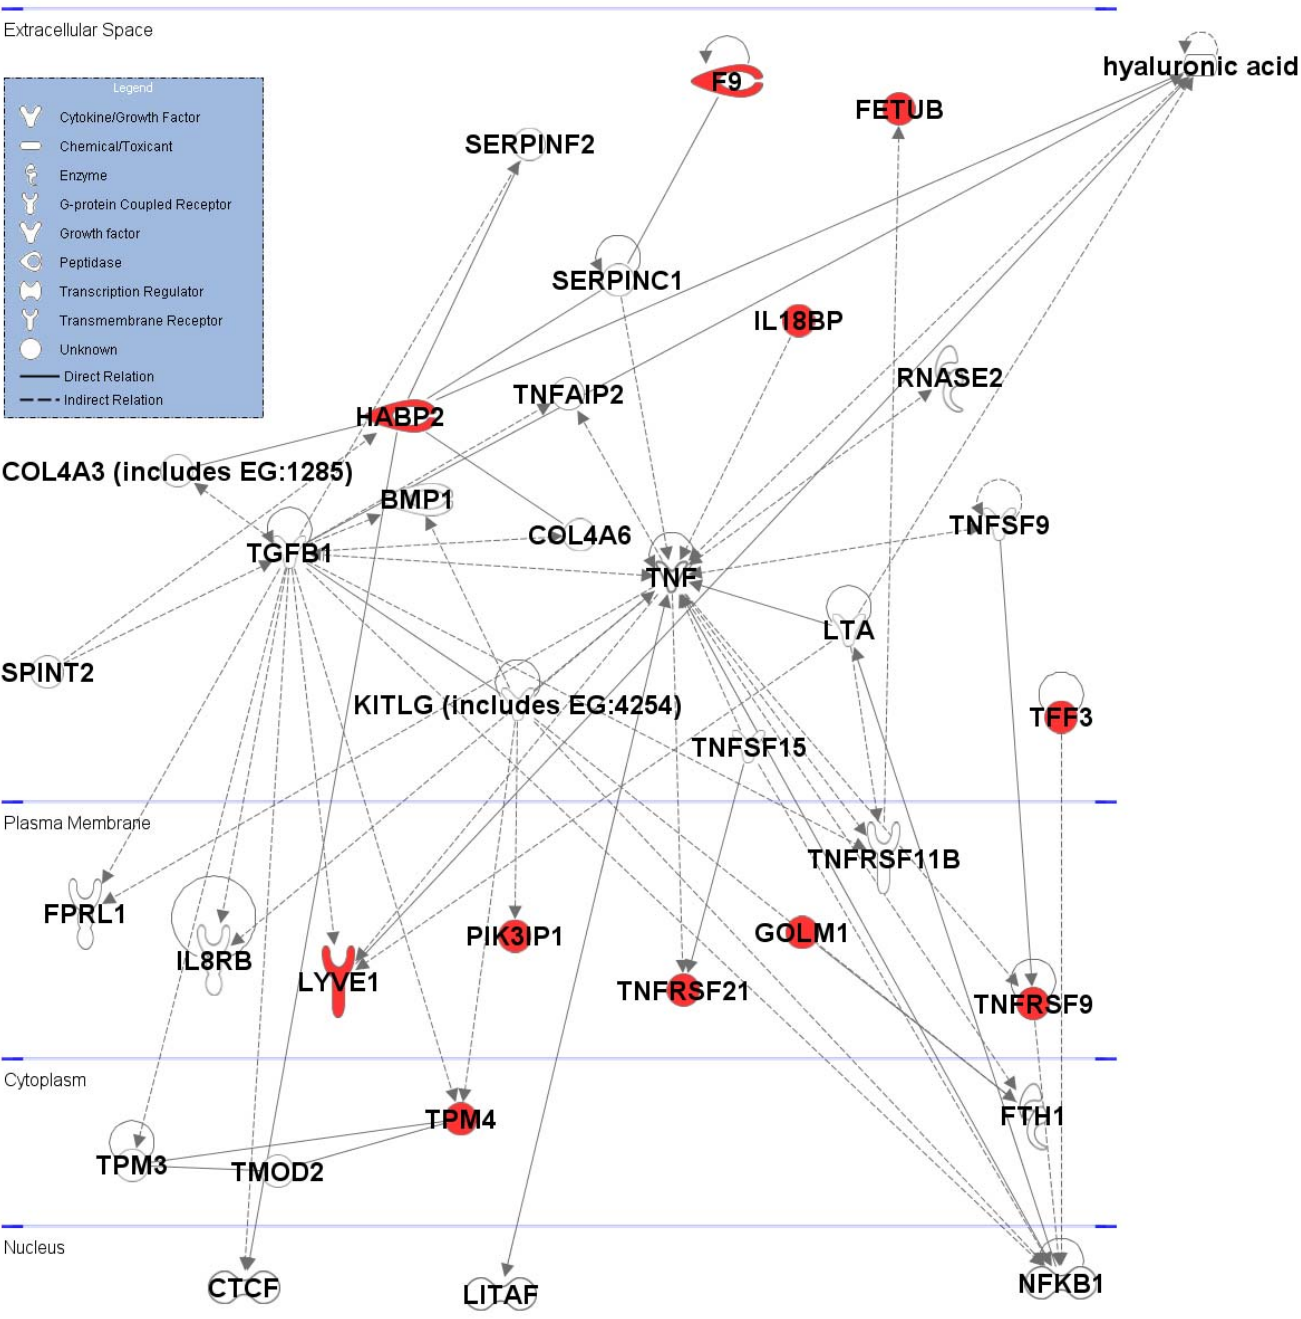 Extracellular Space
Legend
Cytokine/Growth Factor
Chemical/Toxicant
Enzyme
G-protein Coupled Receptor
Growth factor
Peptidase
Transcription Regulator
Transmembrane Receptor
Unknown
Direct Relation
Indirect Relation
hyaluronic acid
F9
FETUB
SERPINF2
SERPINC1
IL18BP
RNASE2
TNFAIP2
HABP2
COL4A3 (includes EG:1285)
BMP1
TNFSF9
COL4A6
TGFB1
TNF
LTA
SPINT2
KITLG (includes EG:4254)
TFF3
TNFSF15
Plasma Membrane
TNFRSF11B
FPRL1
GOLM1
PIK3IP1
IL8RB
LYVE1
TNFRSF21
TNFRSF9
Cytoplasm
FTH1
TPM4
TPM3
TMOD2
Nucleus
CTCF
LITAF
NFKB1